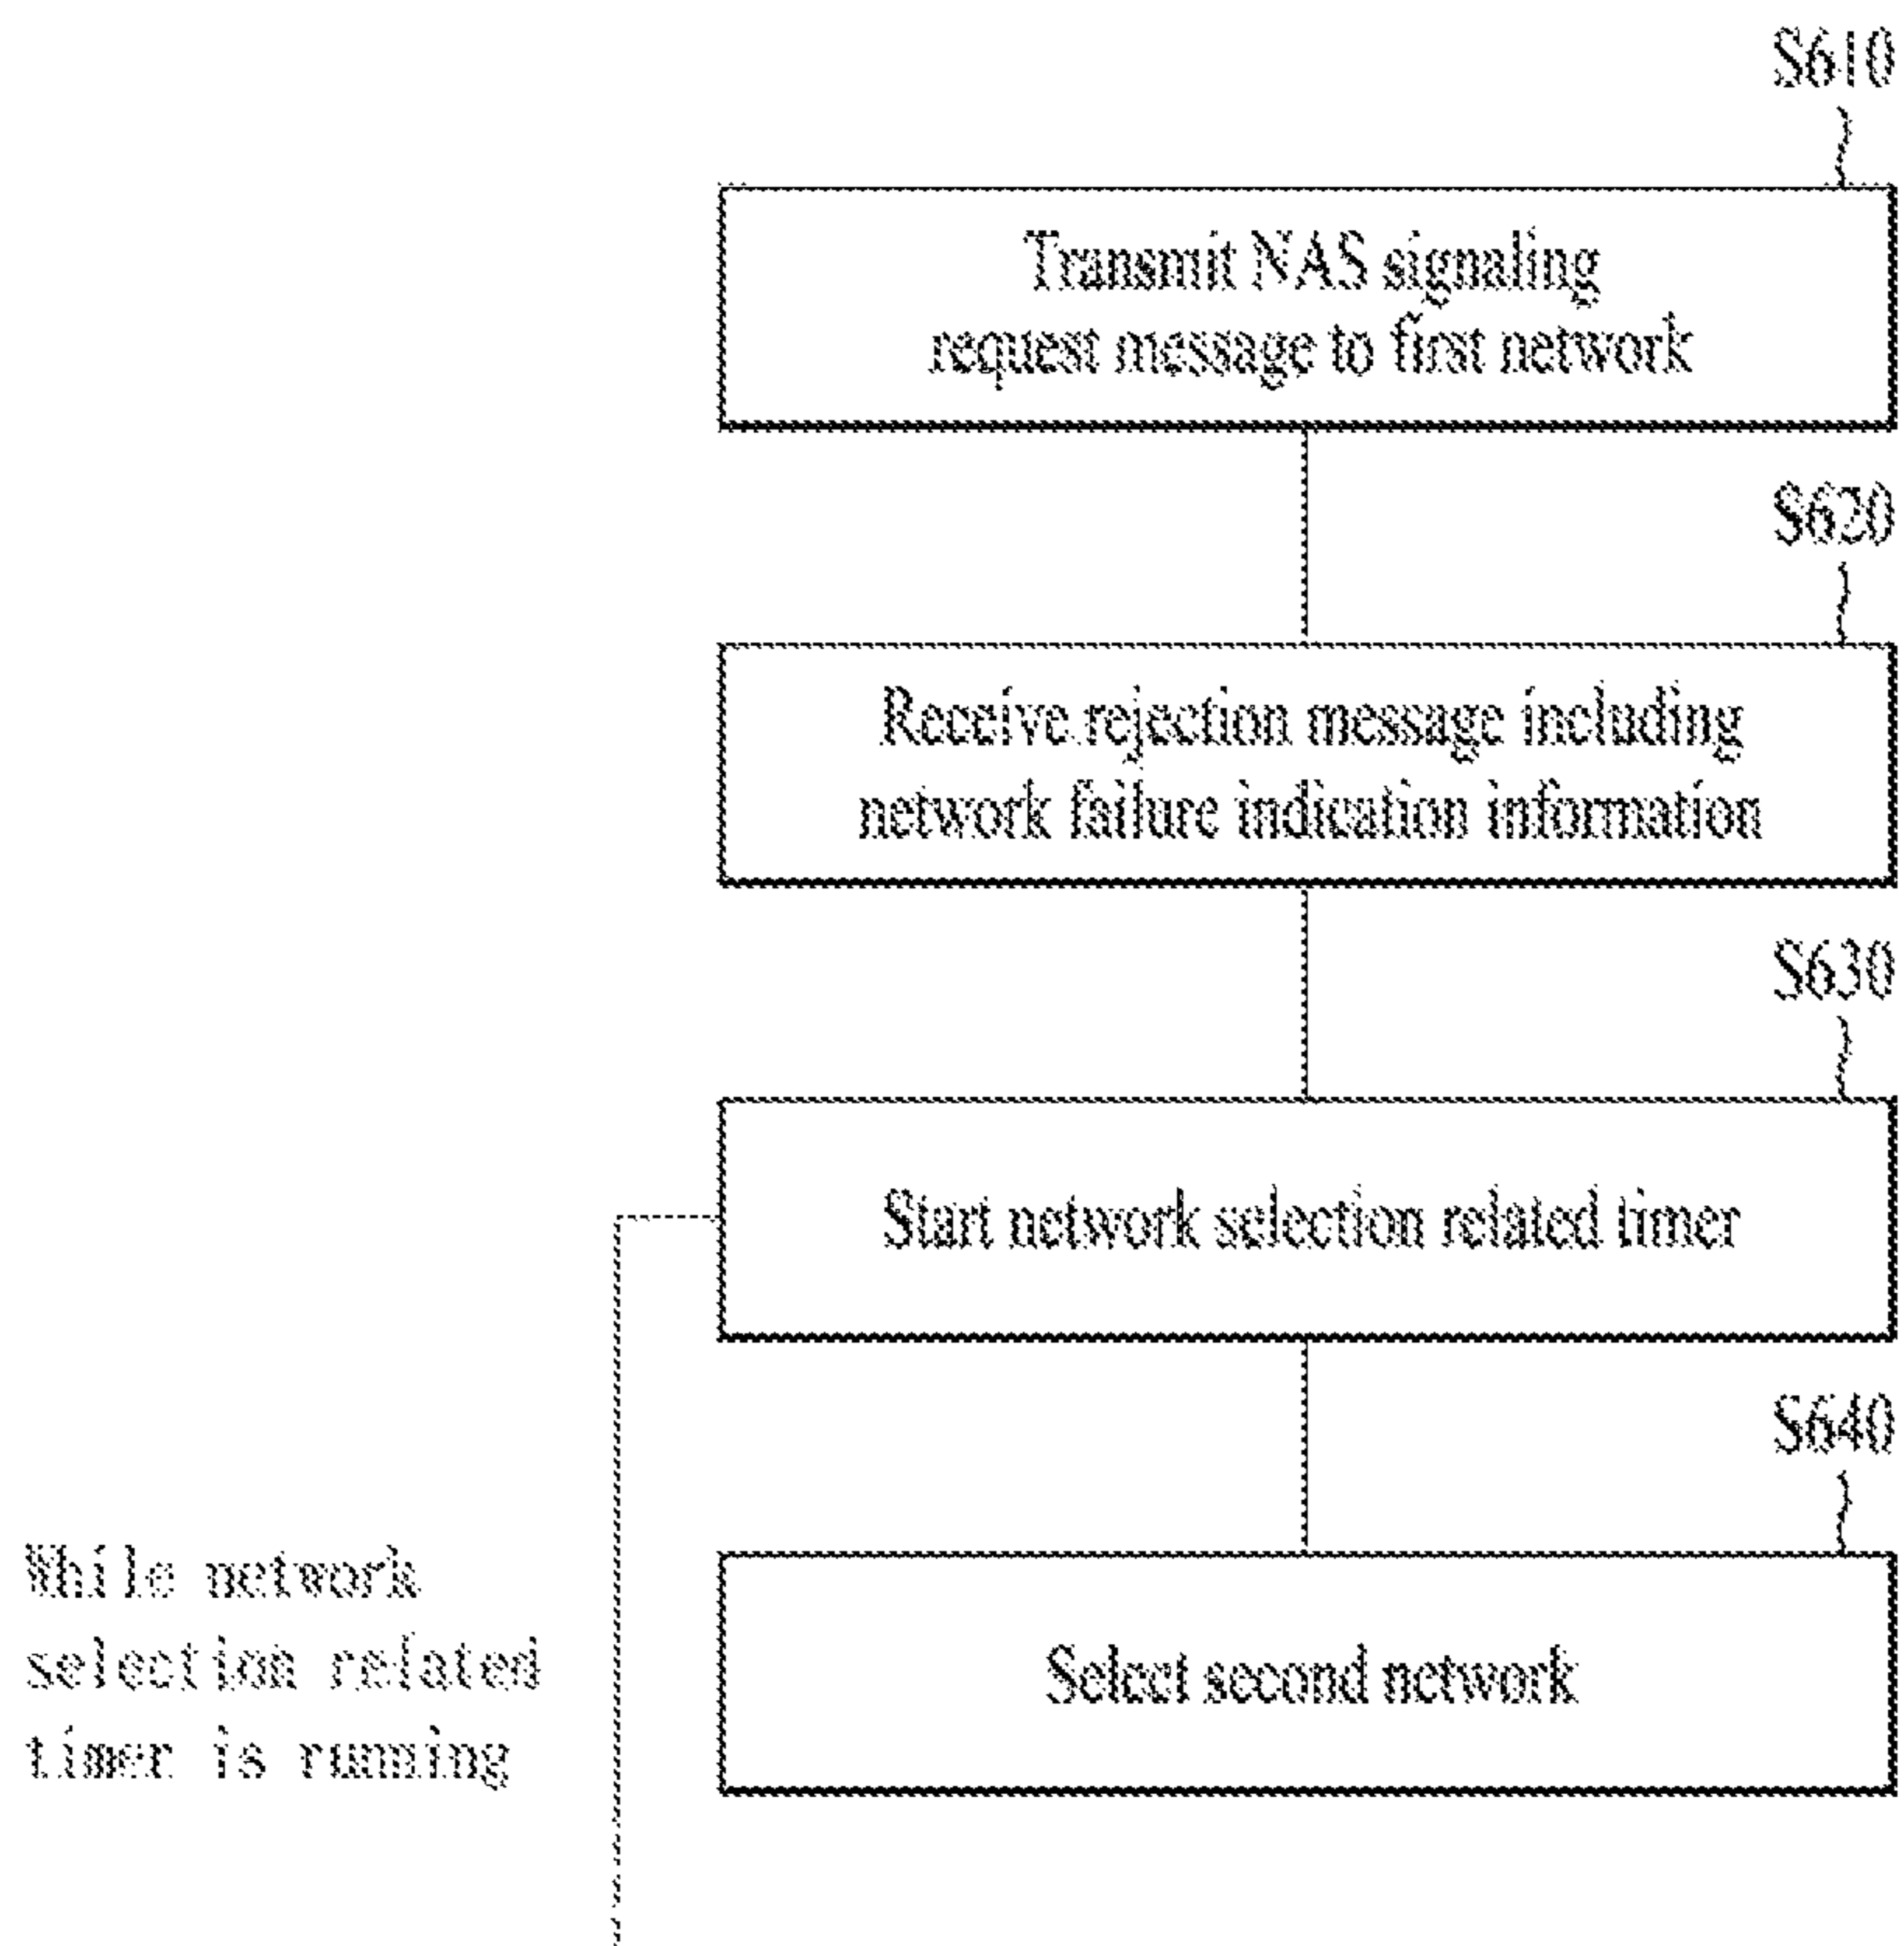 S610
Transmit NAS signaling
request message to first network
S620
Receive rejection message including
network failure indication information
S630
Start network selection related timer
S640
Select second network
While network
selection related
timer is running